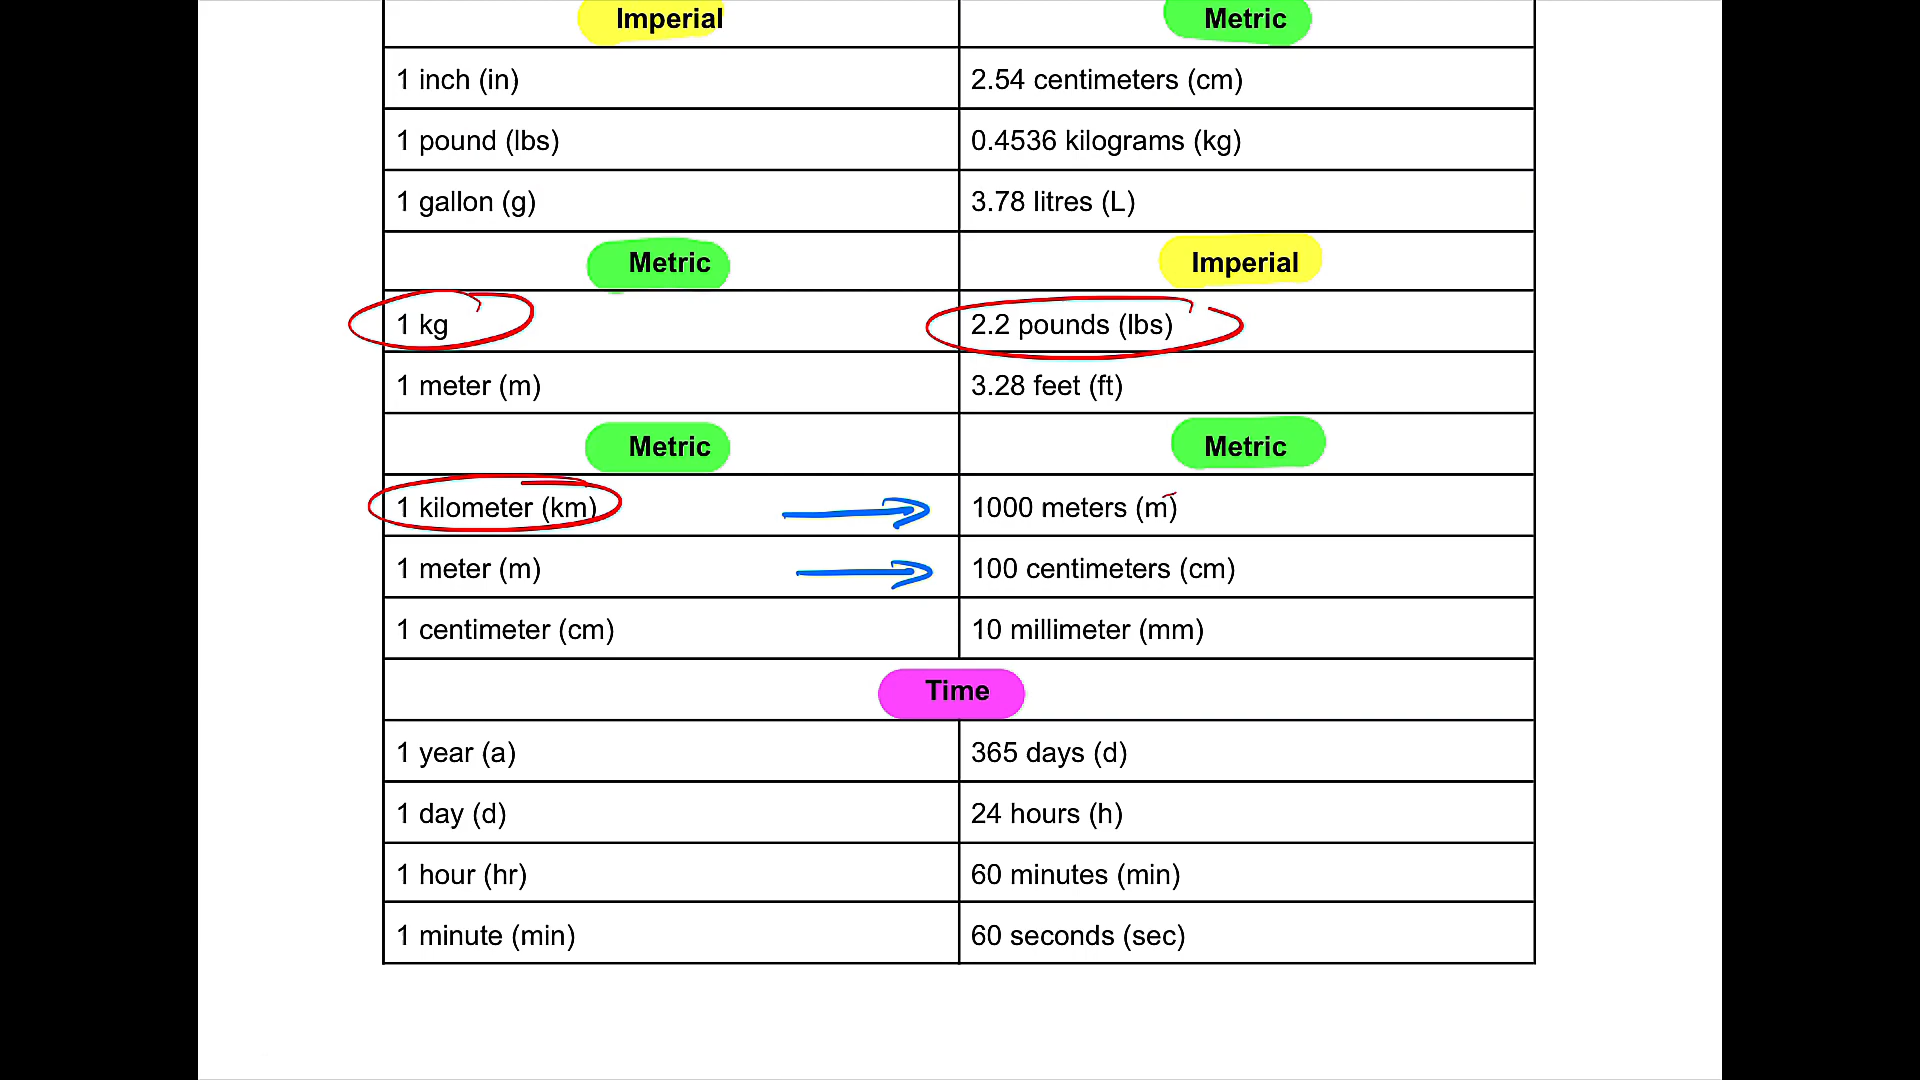 Imperial Metric
1 inch (in) 2.54 centimeters (cm)
1 pound (lbs) 0.4536 kilograms (kg)
1 gallon (g) 3.78 litres (L)
Metric Imperial
1 kg 2.2 pounds (lbs)
1 meter (m) 3.28 feet (ft)
Metric Metric
1 kilometer (km) 1000 meters (m)
1 meter (m) 100 centimeters (cm)
1 centimeter (cm) 10 millimeter (mm)
Time
1 year (a) 365 days (d)
1 day (d) 24 hours (h)
1 hour (hr) 60 minutes (min)
1 minute (min) 60 seconds (sec)